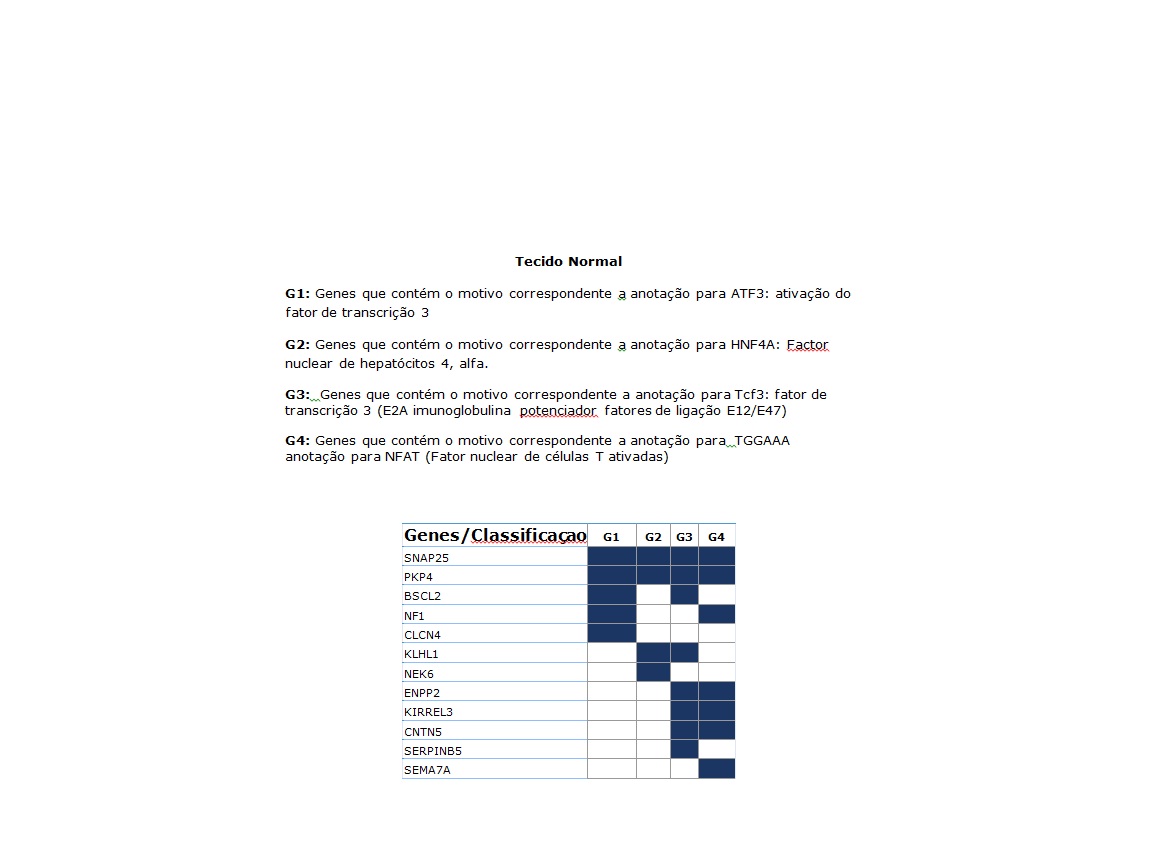 Tecido Normal
G1: Genes que contém o motivo correspondente a anotação para ATF3: ativação do
fator de transcrição 3
G2: Genes que contém o motivo correspondente a anotação para HNF4A: Factor
nuclear de hepatócitos 4, alfa.
G3: Genes que contém o motivo correspondente a anotação para Tcf3: fator de
transcrição 3 (E2A imunoglobulina potenciador fatores de ligação E12/E47)
G4: Genes que contém o motivo correspondente a anotação para TGGAAA
anotação para NFAT (Fator nuclear de células T ativadas)
Genes/Classificaçao G1 G2 G3 G4
SNAP25
PKP4
BSCL2
NF1
CLCN4
KLHL1
NEK6
ENPP2
KIRREL3
CNTN5
SERPINB5
SEMA7A